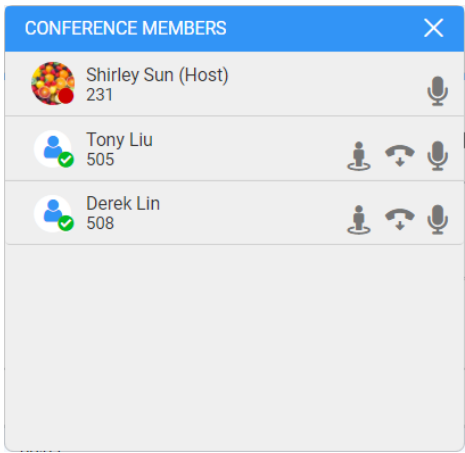 CONFERENCE MEMBERS
Shirley Sun (Host)
231
Tony Liu
505
Derek Lin
508